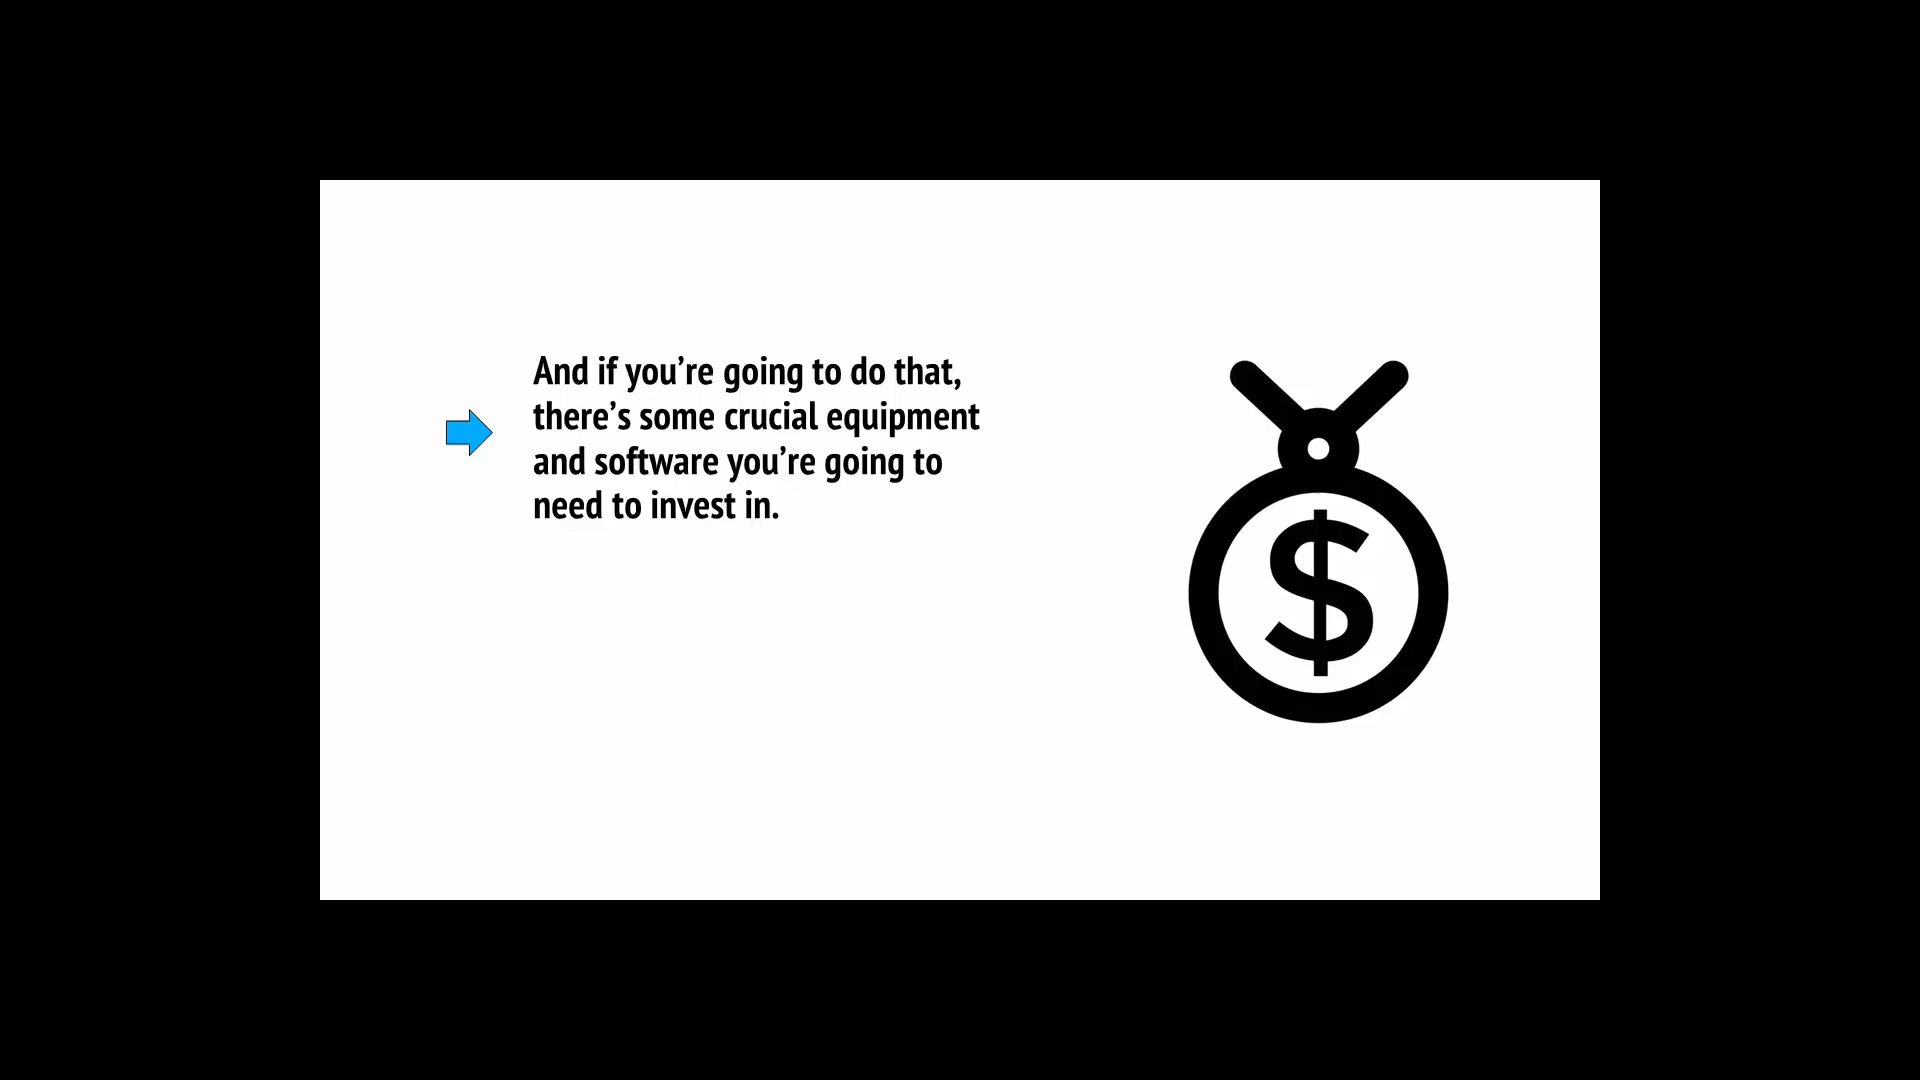 And if you’re going to do that,
there’s some crucial equipment
and software you’re going to
need to invest in.
$